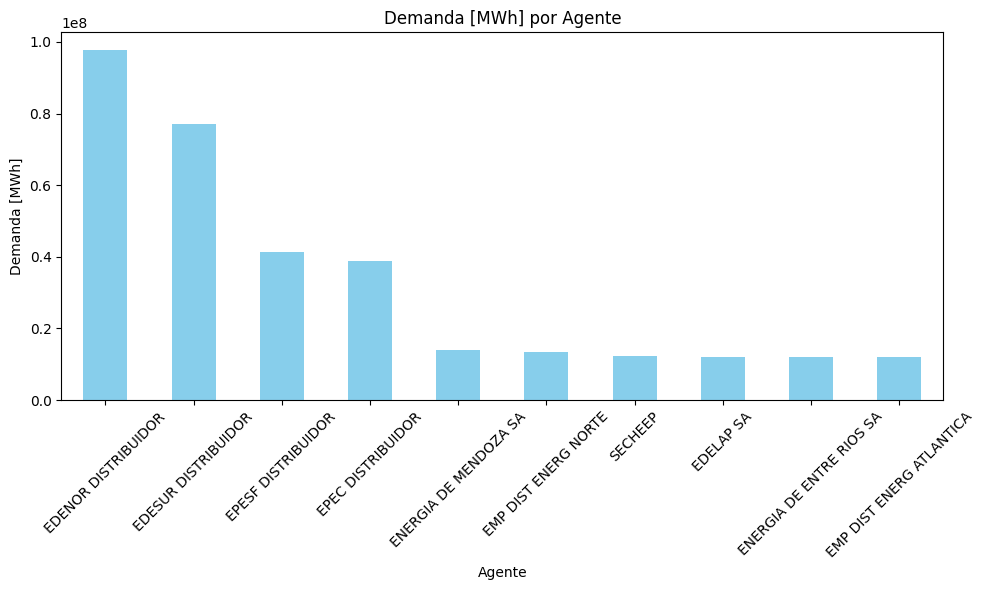 Demanda [MWh] por Agente
1e8
1.0
0.8
0.6
0.4
0.2
0.0
Demanda [MWh]
EDENOR DISTRIBUIDOR
EDESUR DISTRIBUIDOR
EPESF DISTRIBUIDOR
EPEC DISTRIBUIDOR
ENERGIA DE MENDOZA SA
EMP DIST ENERG NORTE
SECHEEP
EDELAP SA
ENERGIA DE ENTRE RIOS SA
EMP DIST ENERG ATLANTICA
Agente